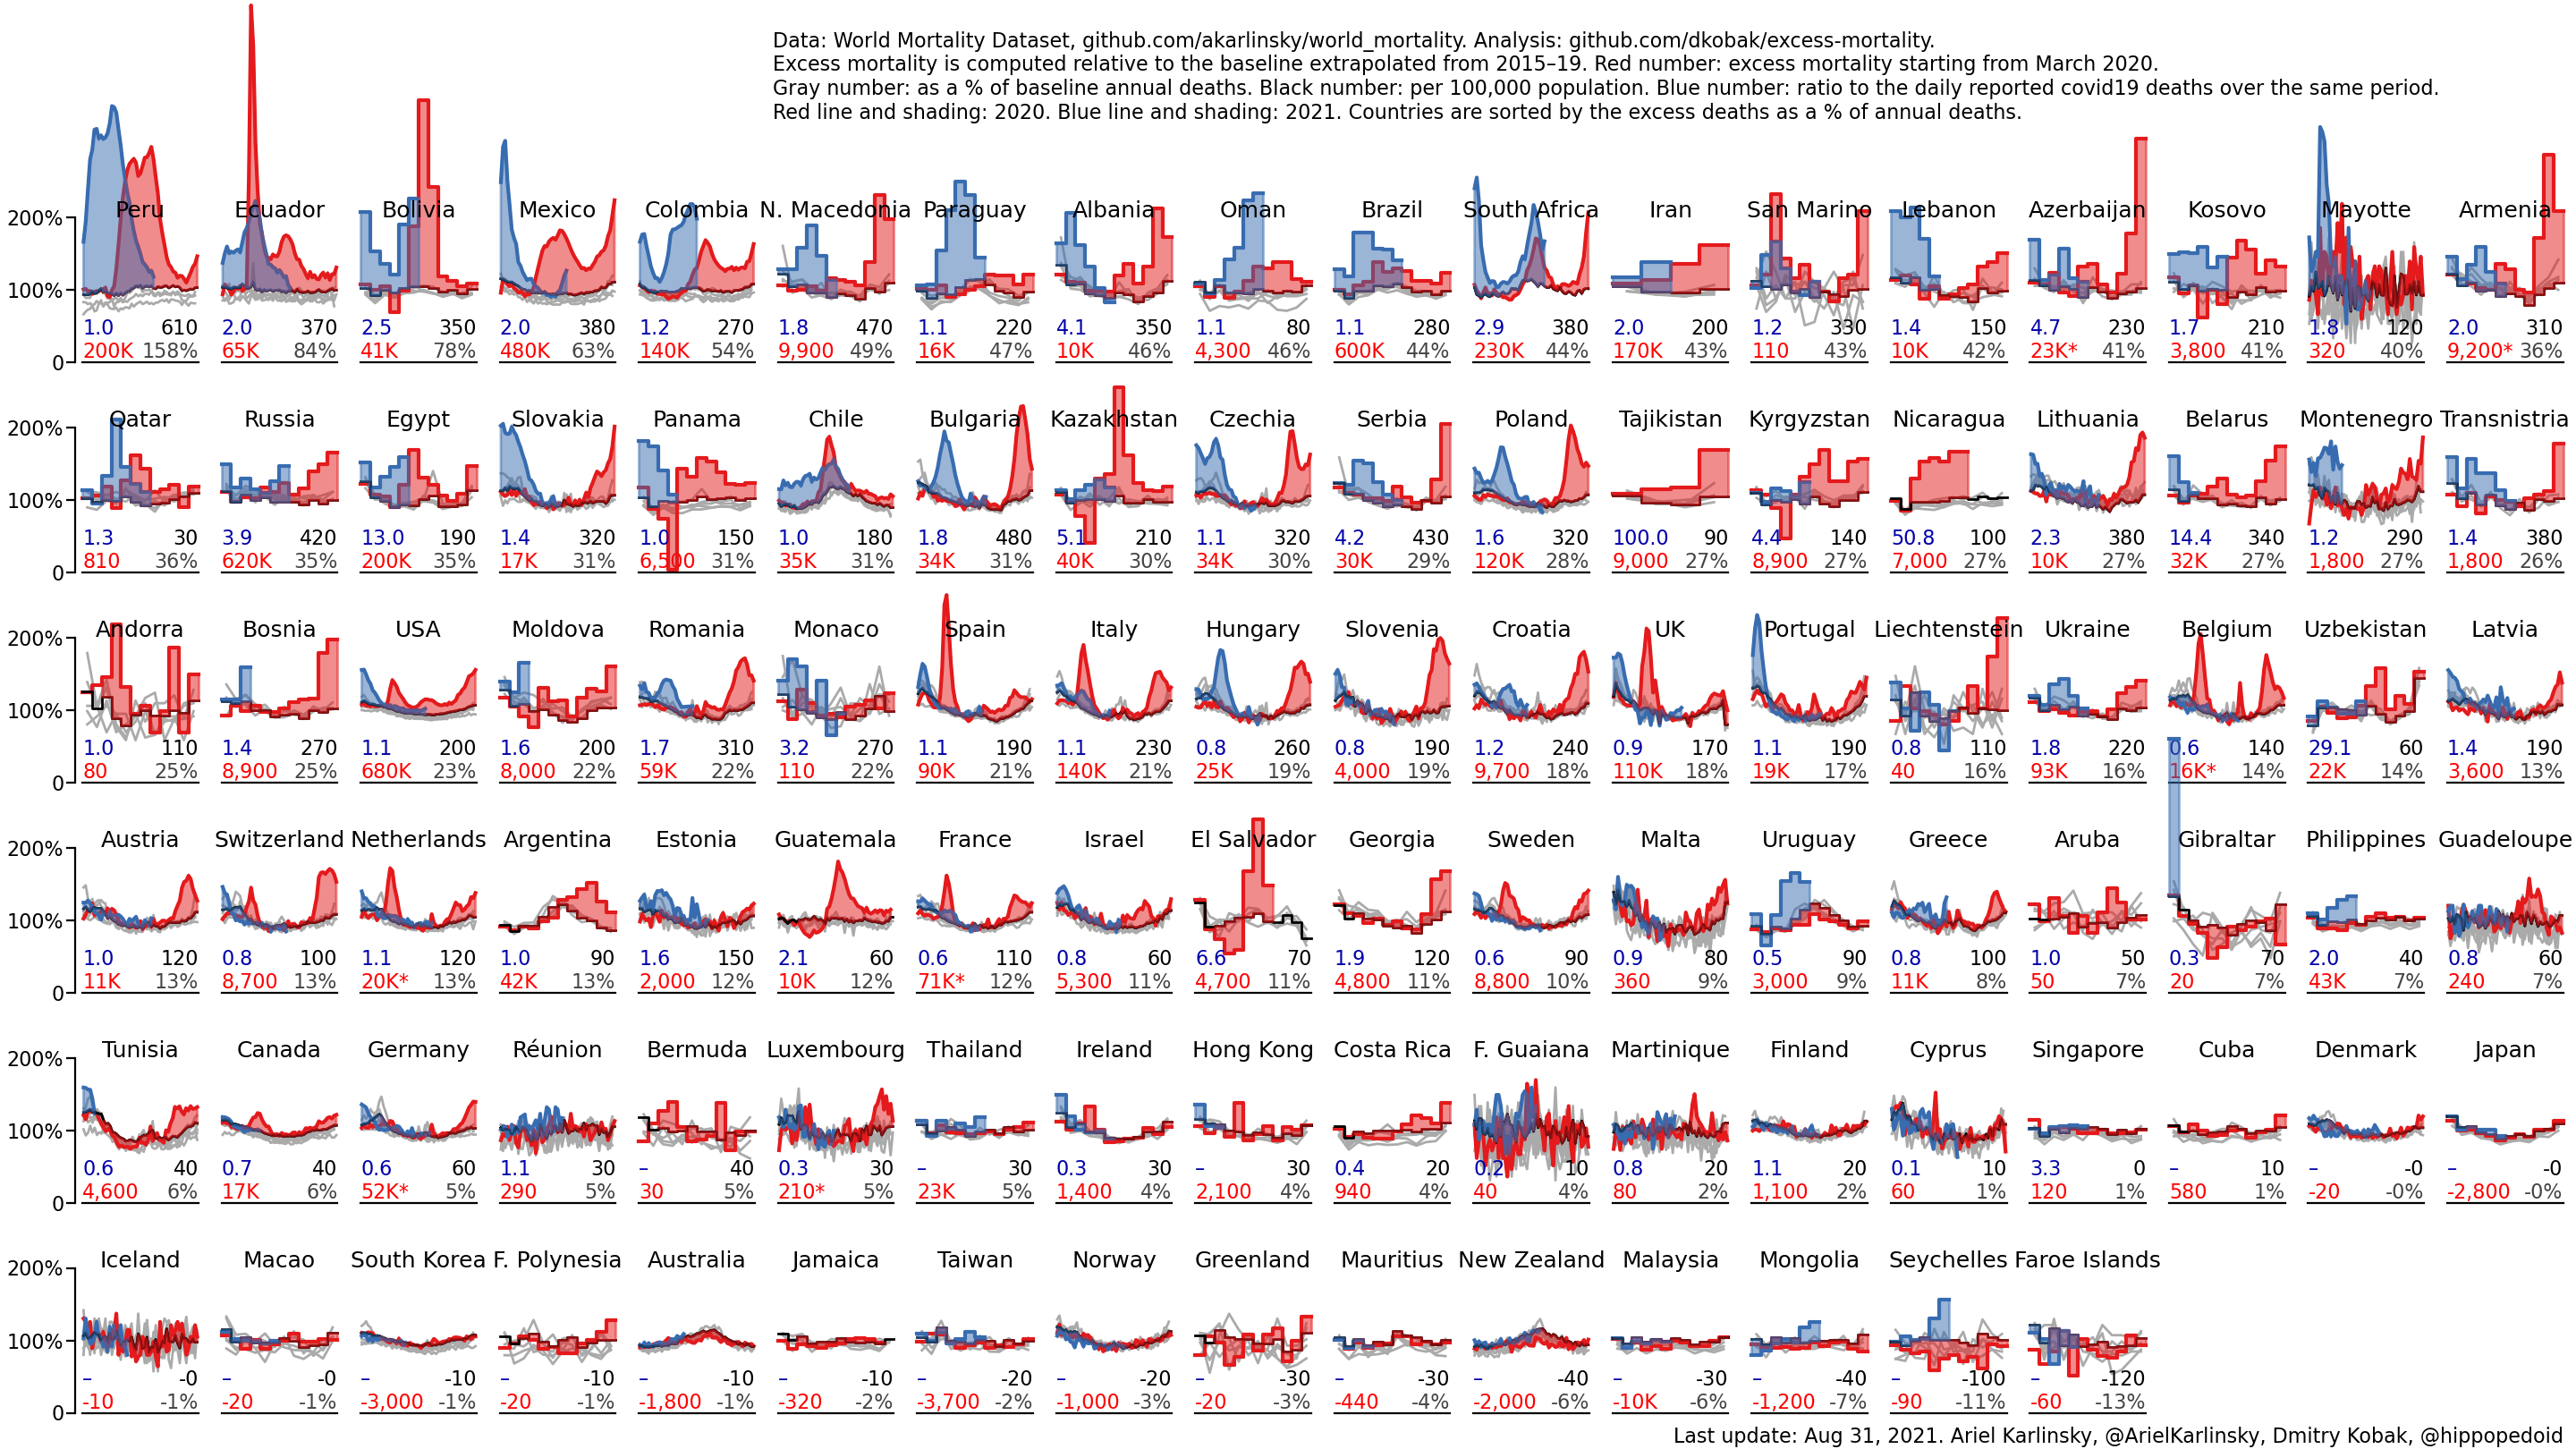 Data: World Mortality Dataset, github.com/akarlinsky/world_mortality. Analysis: github.com/dkobak/excess-mortality.
Excess mortality is computed relative to the baseline extrapolated from 2015–19. Red number: excess mortality starting from March 2020.
Gray number: as a % of baseline annual deaths. Black number: per 100,000 population. Blue number: ratio to the daily reported covid19 deaths over the same period.
Red line and shading: 2020. Blue line and shading: 2021. Countries are sorted by the excess deaths as a % of annual deaths.
200% Peru Ecuador Bolivia Mexico Colombia N. Macedonia Paraguay Albania Oman Brazil South Africa Iran San Marino Lebanon Azerbaijan Kosovo Mayotte Armenia
100%
1.0 610 2.0 370 2.5 350 2.0 380 1.2 270 1.8 470 1.1 220 4.1 350 1.1 80 1.1 280 2.9 380 2.0 200 1.2 330 1.4 150 4.7 230 1.7 210 1.8 120 2.0 310
200K 158% 65K 84% 41K 78% 480K 63% 140K 54% 9,900 49% 16K 47% 10K 46% 4,300 46% 600K 44% 230K 44% 170K 43% 110 43% 10K 42% 23K* 41% 3,800 41% 320 40% 9,200* 36%
0
200% Qatar Russia Egypt Slovakia Panama Chile Bulgaria Kazakhstan Czechia Serbia Poland Tajikistan Kyrgyzstan Nicaragua Lithuania Belarus Montenegro Transnistria
100%
1.3 30 3.9 420 13.0 190 1.4 320 1.0 150 1.0 180 1.8 480 5.1 210 1.1 320 4.2 430 1.6 320 100.0 90 4.4 140 50.8 100 2.3 380 14.4 340 1.2 290 1.4 380
810 36% 620K 35% 200K 35% 17K 31% 6,500 31% 35K 31% 34K 31% 40K 30% 34K 30% 30K 29% 120K 28% 9,000 27% 8,900 27% 7,000 27% 10K 27% 32K 27% 1,800 27% 1,800 26%
0
200% Andorra Bosnia USA Moldova Romania Monaco Spain Italy Hungary Slovenia Croatia UK Portugal Liechtenstein Ukraine Belgium Uzbekistan Latvia
100%
1.0 110 1.4 270 1.1 200 1.6 200 1.7 310 3.2 270 1.1 190 1.1 230 0.8 260 0.8 190 1.2 240 0.9 170 1.1 190 0.8 110 1.8 220 0.6 140 29.1 60 1.4 190
80 25% 8,900 25% 680K 23% 8,000 22% 59K 22% 110 22% 90K 21% 140K 21% 25K 19% 4,000 19% 9,700 18% 110K 18% 19K 17% 40 16% 93K 16% 16K* 14% 22K 14% 3,600 13%
0
200% Austria Switzerland Netherlands Argentina Estonia Guatemala France Israel El Salvador Georgia Sweden Malta Uruguay Greece Aruba Gibraltar Philippines Guadeloupe
100%
1.0 120 0.8 100 1.1 120 1.0 90 1.6 150 2.1 60 0.6 110 0.8 60 6.6 70 1.9 120 0.6 90 0.9 80 0.5 90 0.8 100 1.0 50 0.3 70 2.0 40 0.8 60
11K 13% 8,700 13% 20K* 13% 42K 13% 2,000 12% 10K 12% 71K* 12% 5,300 11% 4,700 11% 4,800 11% 8,800 10% 360 9% 3,000 9% 11K 8% 50 7% 20 7% 43K 7% 240 7%
0
200% Tunisia Canada Germany Réunion Bermuda Luxembourg Thailand Ireland Hong Kong Costa Rica F. Guaiana Martinique Finland Cyprus Singapore Cuba Denmark Japan
100%
0.6 40 0.7 40 0.6 60 1.1 30 – 40 0.3 30 – 30 0.3 30 – 30 0.4 20 0.2 10 0.8 20 1.1 20 0.1 10 3.3 0 – 10 – -0 – -0
4,600 6% 17K 6% 52K* 5% 290 5% 30 5% 210* 5% 23K 5% 1,400 4% 2,100 4% 940 4% 40 4% 80 2% 1,100 2% 60 1% 120 1% 580 1% -20 -0% -2,800 -0%
0
200% Iceland Macao South Korea F. Polynesia Australia Jamaica Taiwan Norway Greenland Mauritius New Zealand Malaysia Mongolia Seychelles Faroe Islands
100%
– -0 – -0 – -10 – -10 – -10 – -10 – -20 – -20 – -30 – -30 – -40 – -30 – -40 – -100 – -120
-10 -1% -20 -1% -3,000 -1% -20 -1% -1,800 -1% -320 -2% -3,700 -2% -1,000 -3% -20 -3% -440 -4% -2,000 -6% -10K -6% -1,200 -7% -90 -11% -60 -13%
0
Last update: Aug 31, 2021. Ariel Karlinsky, @ArielKarlinsky, Dmitry Kobak, @hippopedoid